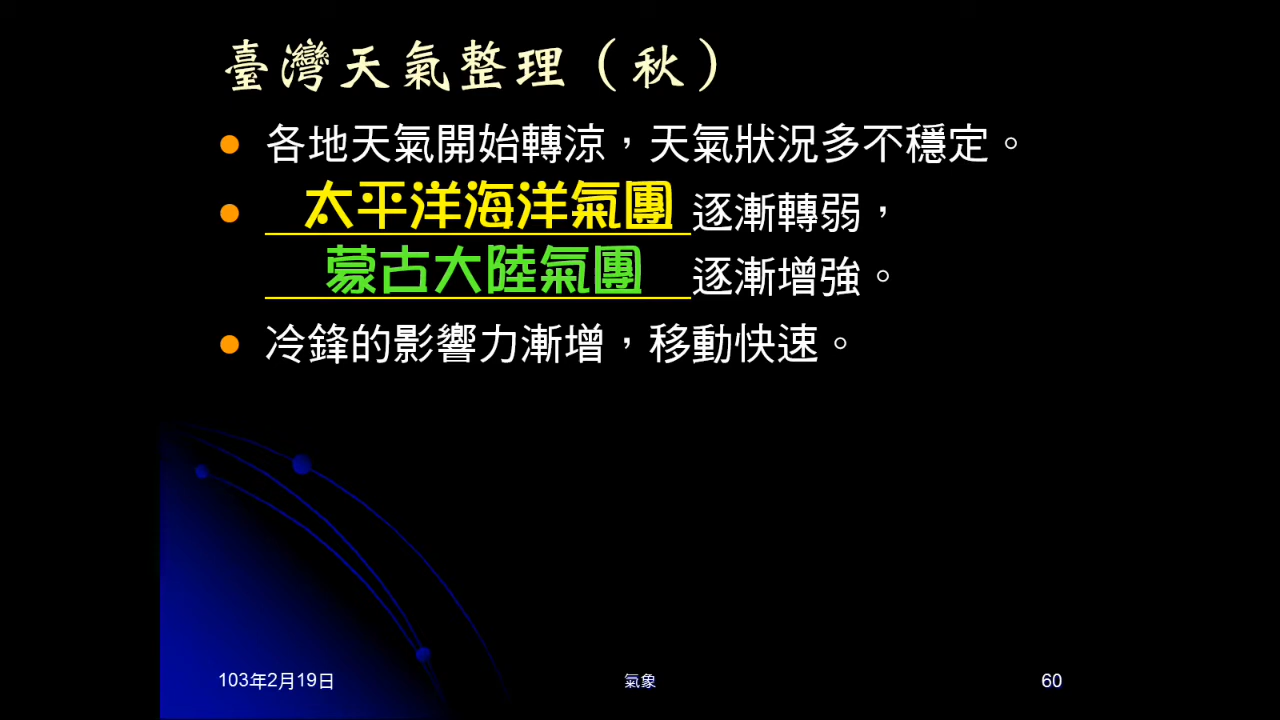 臺灣天氣整理（秋）
各地天氣開始轉涼，天氣狀況多不穩定。
太平洋海洋氣團逐漸轉弱，
蒙古大陸氣團逐漸增強。
冷鋒的影響力漸增，移動快速。
103年2月19日
氣象
60